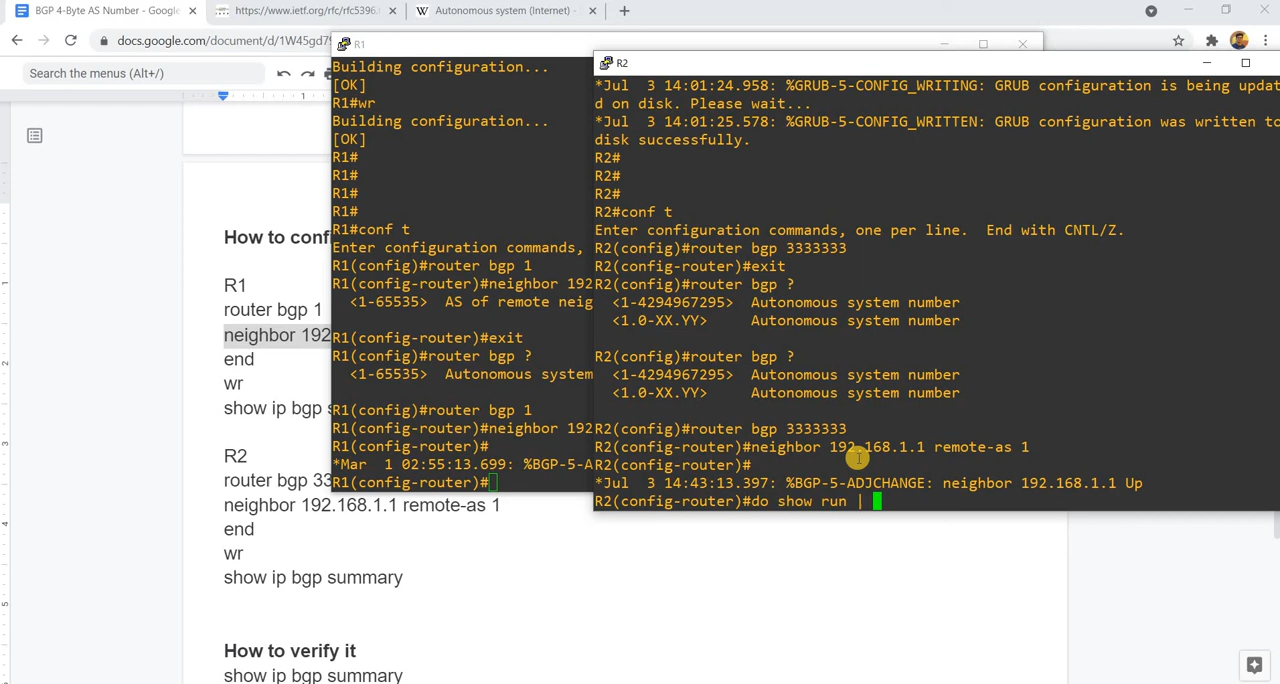 BGP 4-Byte AS Number - Google
https://www.ietf.org/rfc/rfc5396.
Autonomous system (Internet) -
docs.google.com/document/d/1W45gd79
Search the menus (Alt+/)
1
How to conf
R1
router bgp 1
neighbor 192
end
wr
show ip bgp s
R2
router bgp 33
neighbor 192.168.1.1 remote-as 1
end
wr
show ip bgp summary
How to verify it
show ip bgp summary
1
2
3
4
5
R1
Building configuration...
[OK]
R1#wr
Building configuration...
[OK]
R1#
R1#
R1#
R1#
R1#conf t
Enter configuration commands,
R1(config)#router bgp 1
R1(config-router)#neighbor 192
<1-65535> AS of remote neig
R1(config-router)#exit
R1(config)#router bgp ?
<1-65535> Autonomous system
R1(config)#router bgp 1
R1(config-router)#neighbor 192
R1(config-router)#
*Mar 1 02:55:13.699: %BGP-5-A
R1(config-router)#
R2
*Jul 3 14:01:24.958: %GRUB-5-CONFIG_WRITING: GRUB configuration is being updat
d on disk. Please wait...
*Jul 3 14:01:25.578: %GRUB-5-CONFIG_WRITTEN: GRUB configuration was written to
disk successfully.
R2#
R2#
R2#
R2#conf t
Enter configuration commands, one per line. End with CNTL/Z.
R2(config)#router bgp 3333333
R2(config-router)#exit
R2(config)#router bgp ?
<1-4294967295> Autonomous system number
<1.0-XX.YY> Autonomous system number
R2(config)#router bgp ?
<1-4294967295> Autonomous system number
<1.0-XX.YY> Autonomous system number
R2(config)#router bgp 3333333
R2(config-router)#neighbor 192.168.1.1 remote-as 1
R2(config-router)#
*Jul 3 14:43:13.397: %BGP-5-ADJCHANGE: neighbor 192.168.1.1 Up
R2(config-router)#do show run |